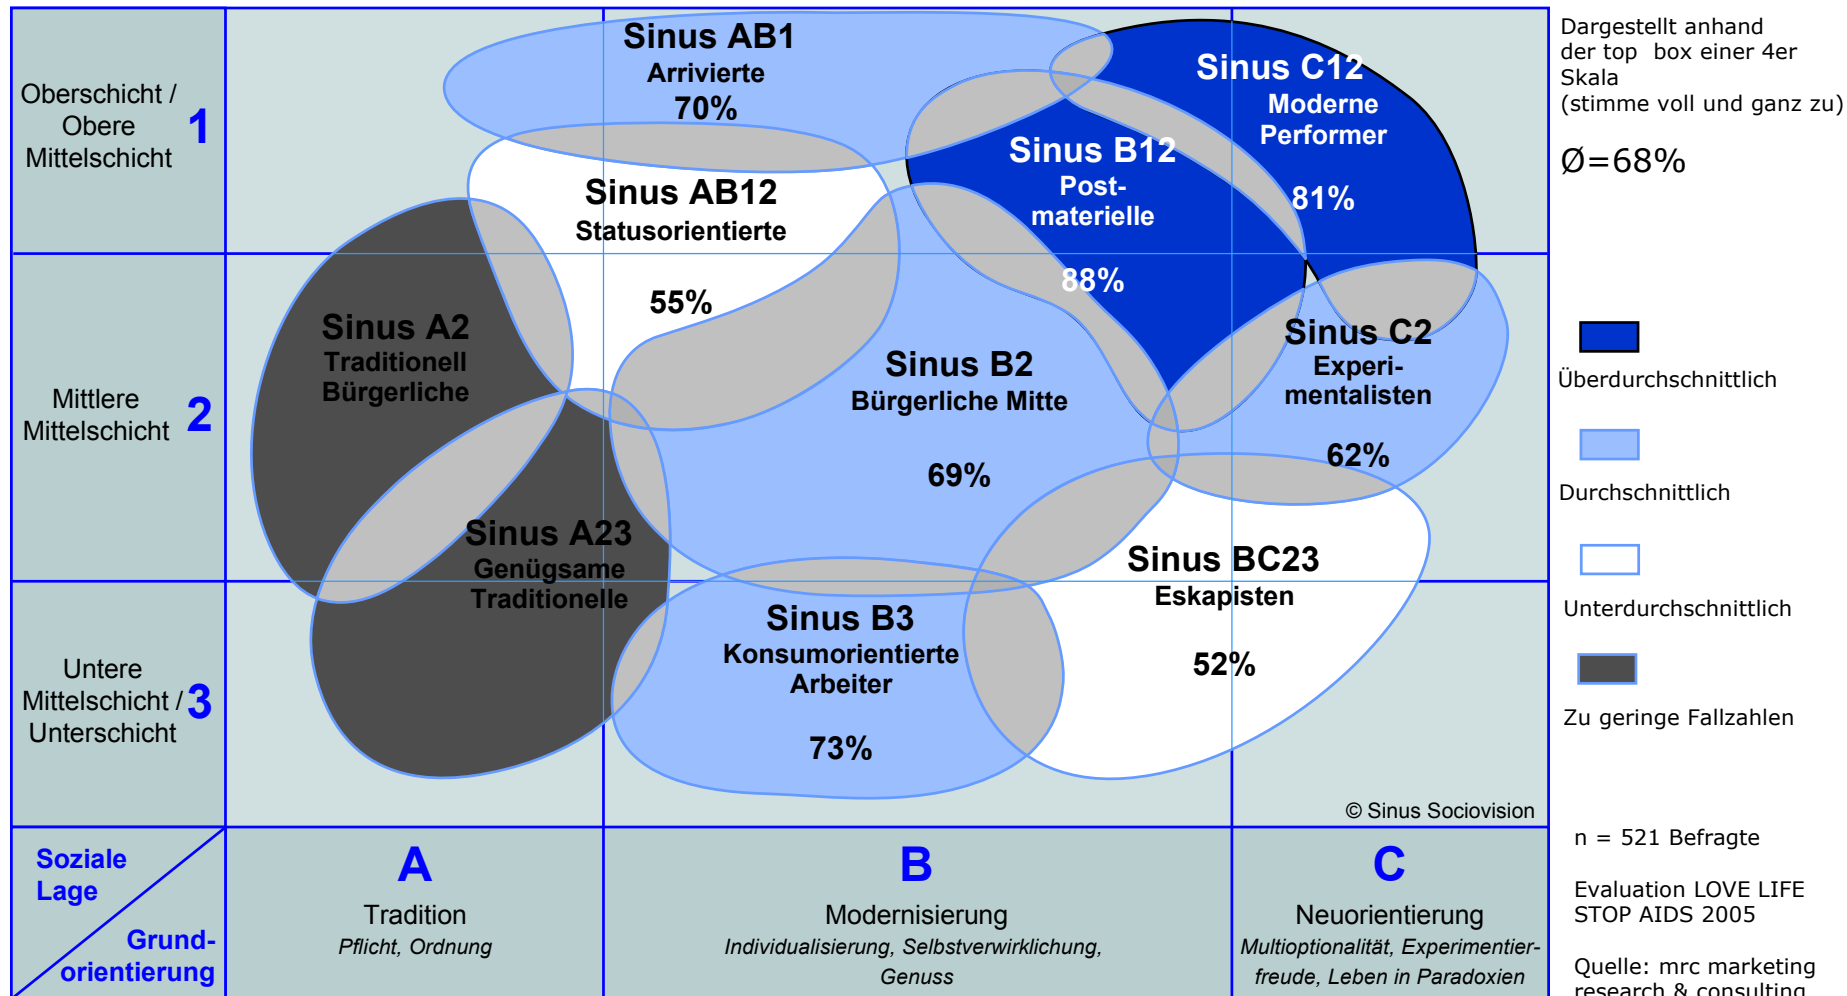 Oberschicht /
Obere
Mittelschicht
1
Mittlere
Mittelschicht
2
Untere
Mittelschicht /
Unterschicht
3
Sinus AB1
Arrivierte
70%
Sinus C12
Moderne
Performer
81%
Sinus B12
Post-
materielle
88%
Sinus AB12
Statusorientierte
55%
Sinus A2
Traditionell
Bürgerliche
Sinus B2
Bürgerliche Mitte
69%
Sinus C2
Experi-
mentalisten
62%
Sinus A23
Genügsame
Traditionelle
Sinus B3
Konsumorientierte
Arbeiter
73%
Sinus BC23
Eskapisten
52%
© Sinus Sociovision
Soziale
Lage
Grund-
orientierung
A
Tradition
Pflicht, Ordnung
B
Modernisierung
Individualisierung, Selbstverwirklichung,
Genuss
C
Neuorientierung
Multioptionalität, Experimentier-
freude, Leben in Paradoxien
Dargestellt anhand
der top box einer 4er
Skala
(stimme voll und ganz zu)
Ø=68%
Überdurchschnittlich
Durchschnittlich
Unterdurchschnittlich
Zu geringe Fallzahlen
n = 521 Befragte
Evaluation LOVE LIFE
STOP AIDS 2005
Quelle: mrc marketing
research & consulting